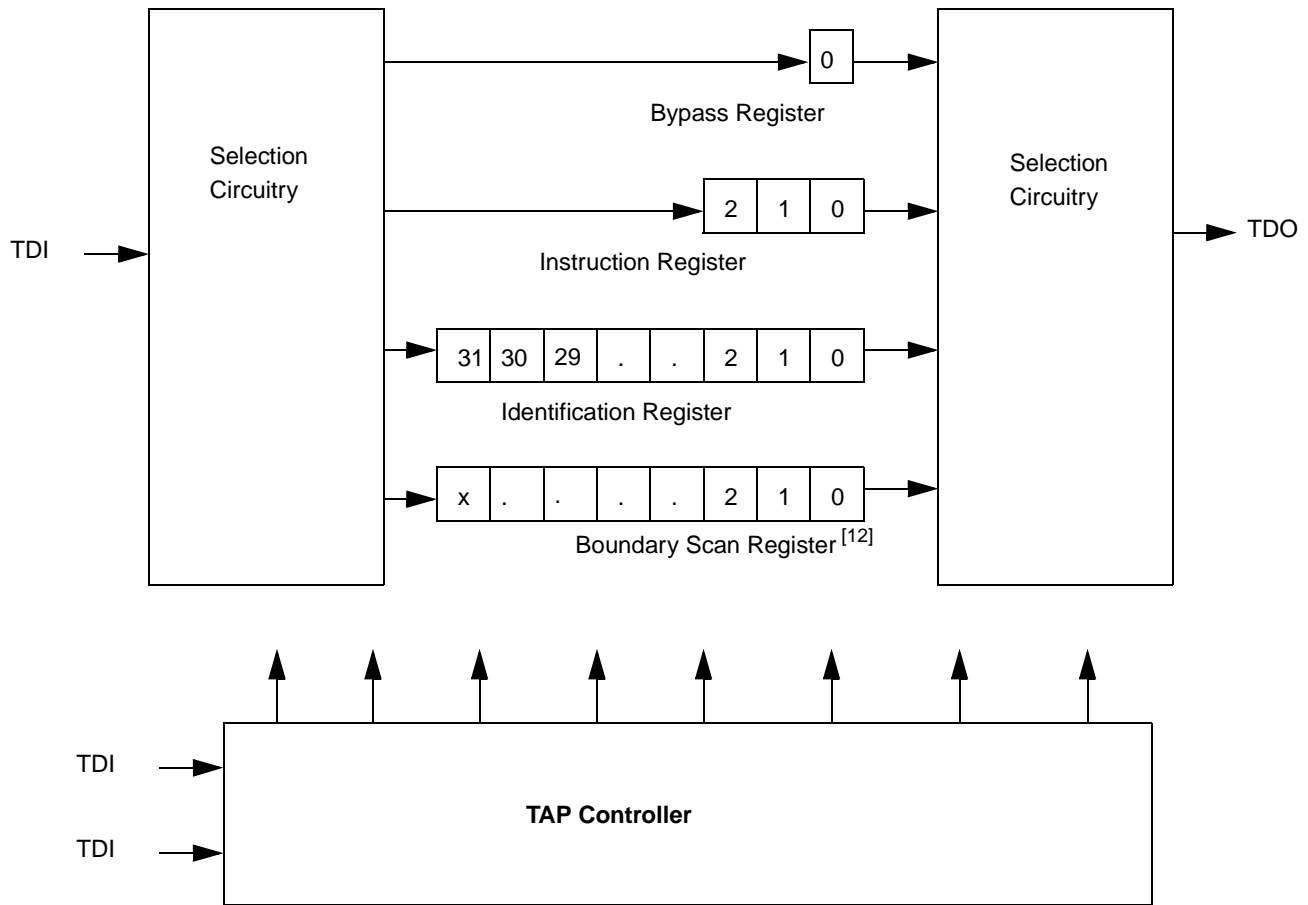 0
Bypass Register
Selection
Circuitry
Selection
Circuitry
2 1 0
TDI
TDO
Instruction Register
31 30 29 . . 2 1 0
Identification Register
x . . . . 2 1 0
Boundary Scan Register [12]
TDI
TAP Controller
TDI